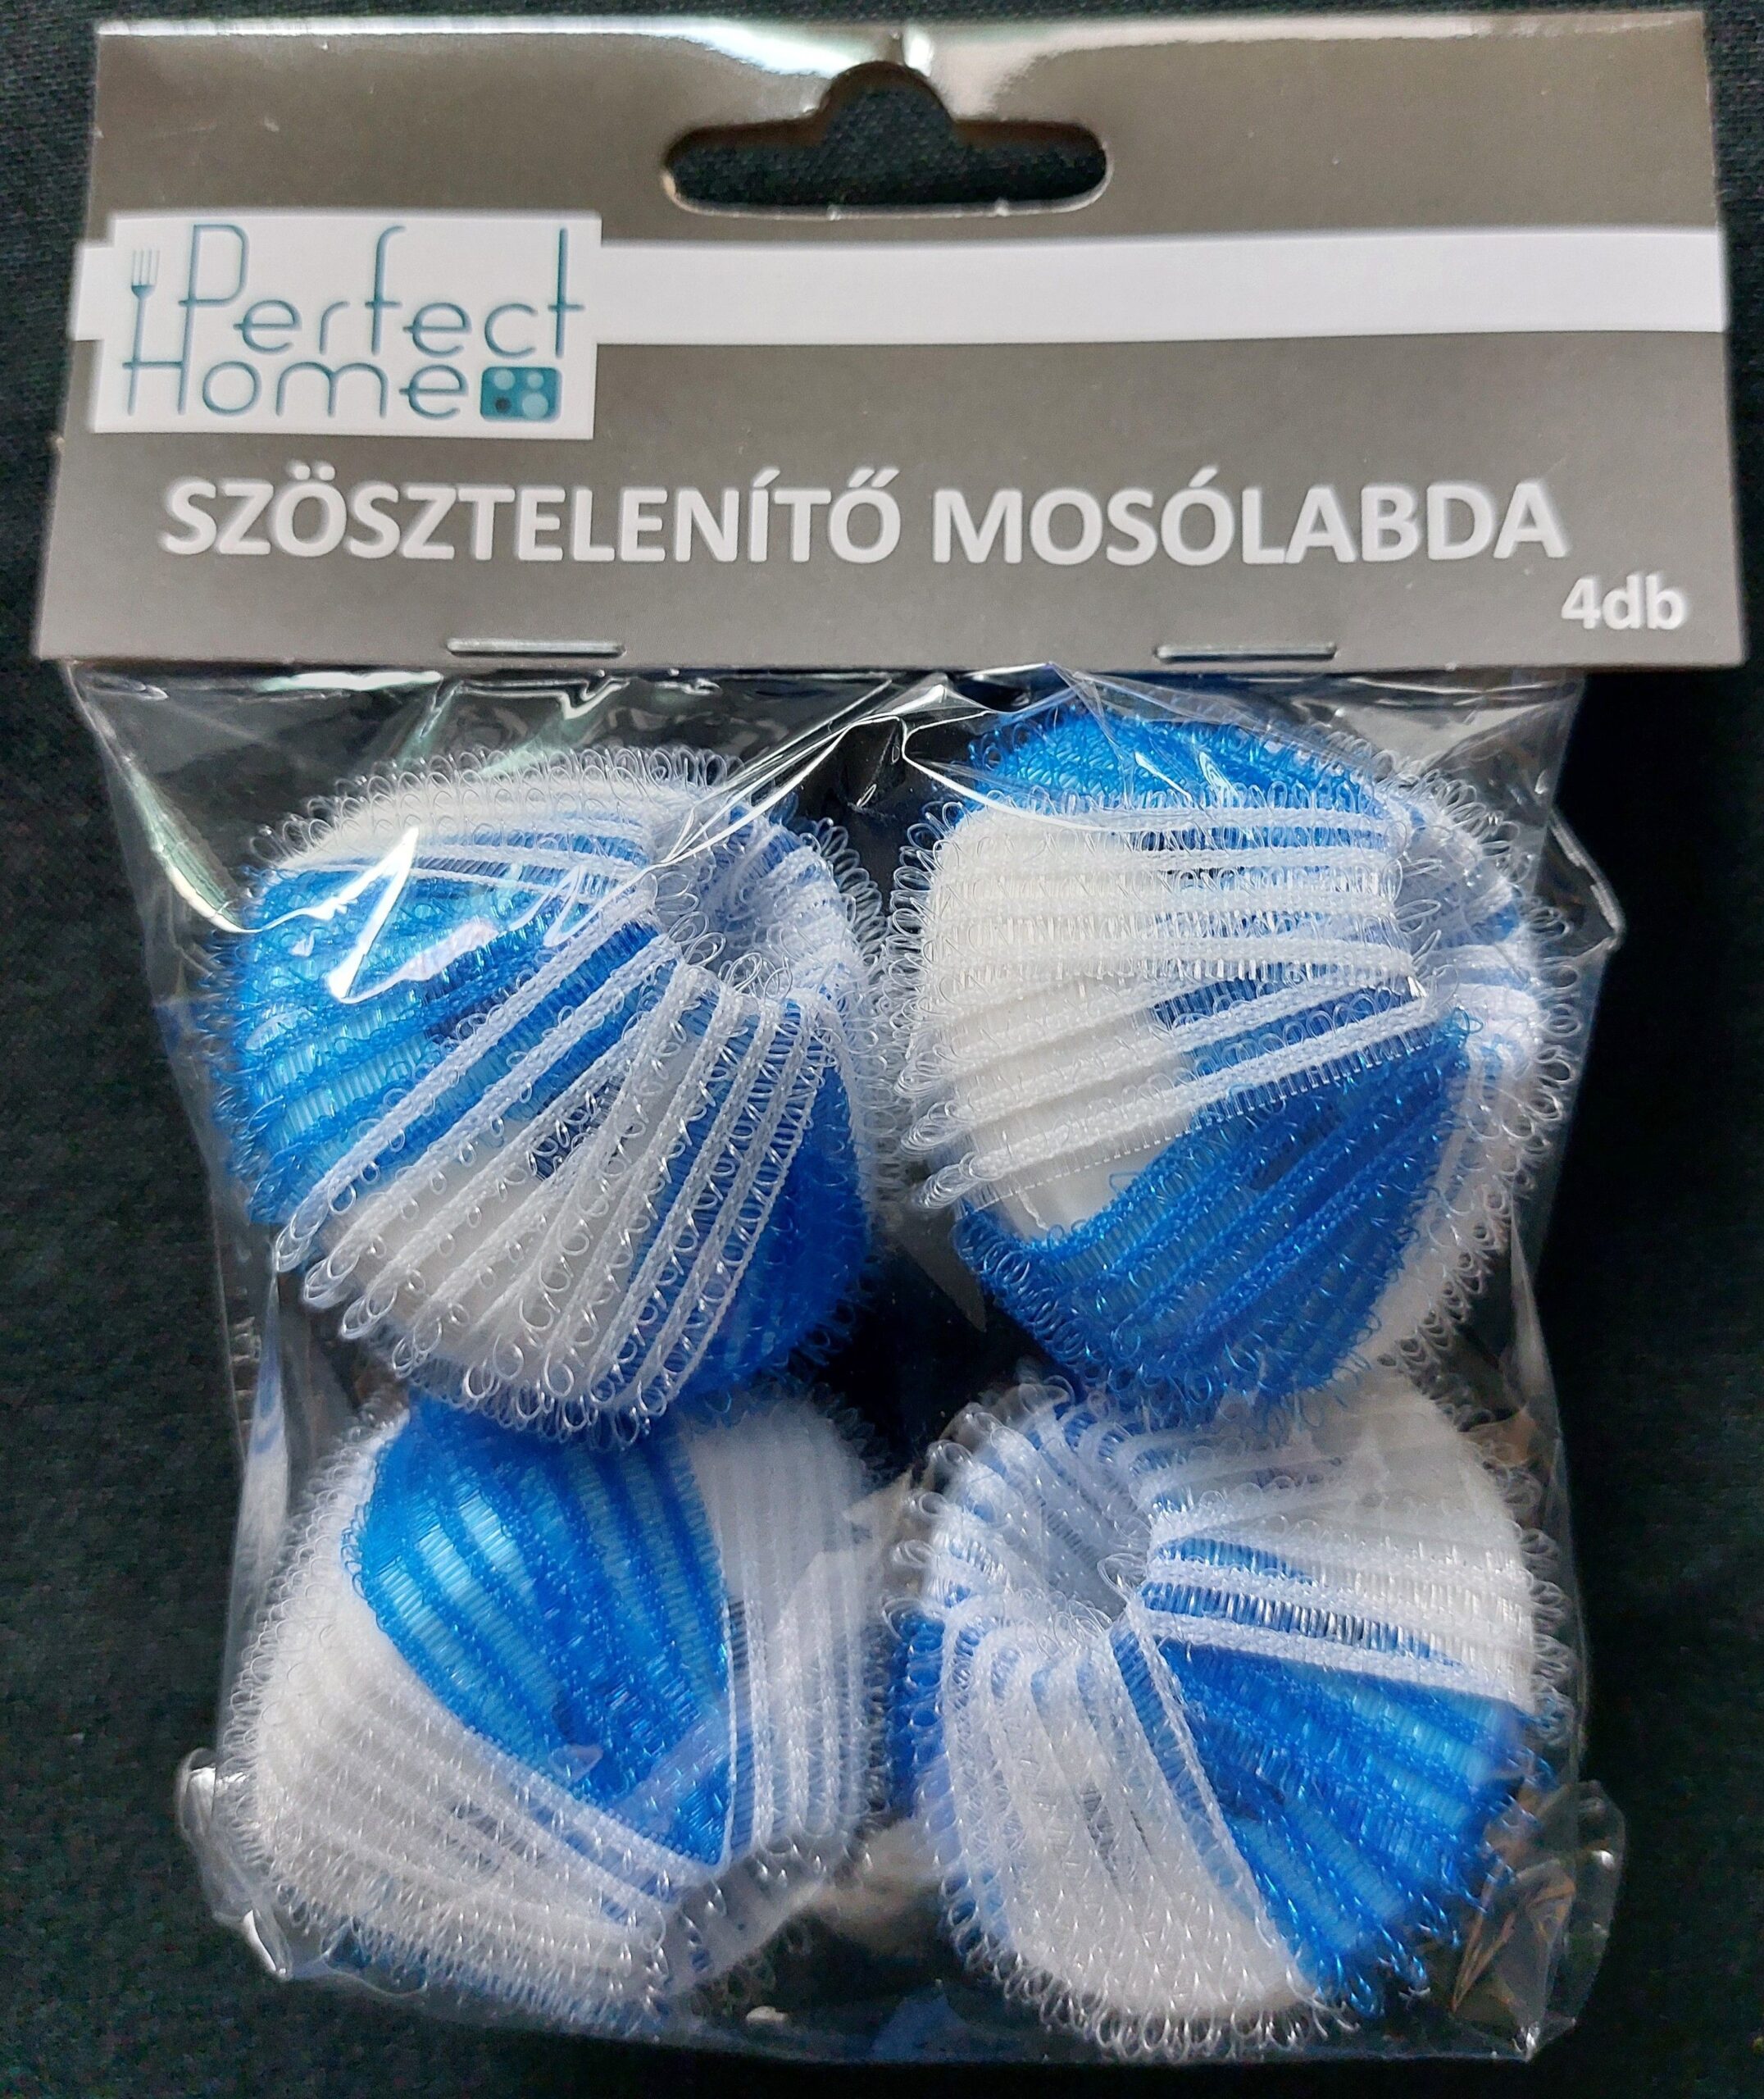 Perfect
Home
SZÖSZTELENÍTŐ MOSÓLABDA
4db